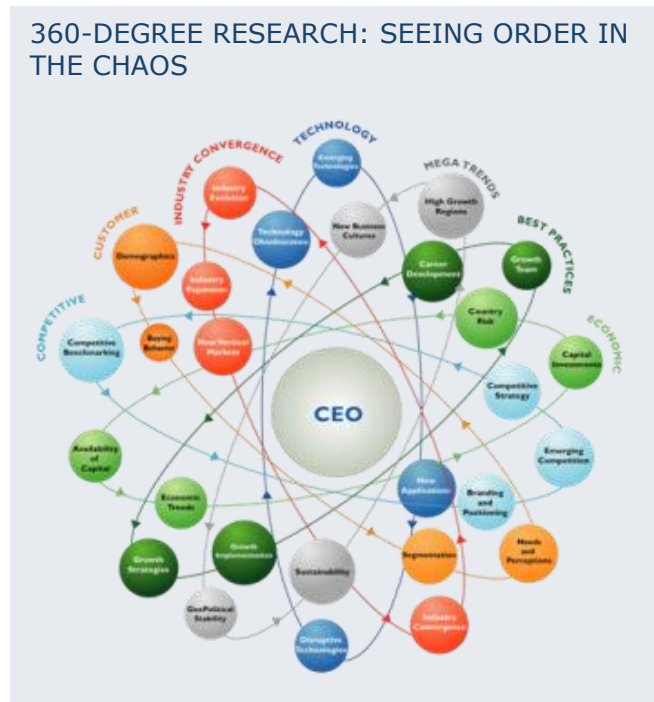 360-DEGREE RESEARCH: SEEING ORDER IN
THE CHAOS
TECHNOLOGY
INDUSTRY CONVERGENCE
MEGA TRENDS
CUSTOMER
BEST PRACTICES
COMPETITIVE
ECONOMIC
Emerging
Technologies
Industry
Evolution
High Growth
Regions
Technology
Obsolescence
New Business
Cultures
Demographics
Career
Development
Growth
Team
Industry
Expansion
Country
Risk
Buying
Behavior
New Vertical
Markets
Competitive
Benchmarking
Capital
Investments
Competitive
Strategy
CEO
Availability
of
Capital
Emerging
Competition
New
Applications
Branding
and
Positioning
Economic
Trends
Growth
Strategies
Growth
Implementation
Sustainability
Segmentation
Needs
and
Perceptions
GeoPolitical
Stability
Industry
Convergence
Disruptive
Technologies